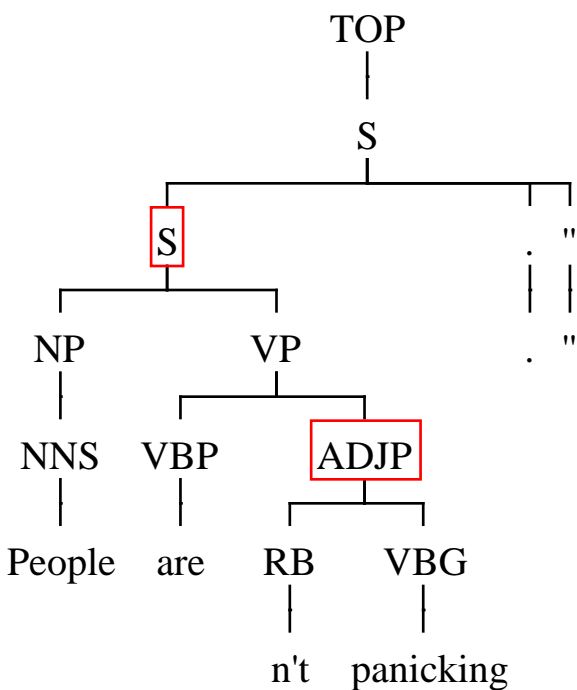 TOP
S
S . "
NP VP . "
NNS VBP ADJP
People are RB VBG
n't panicking